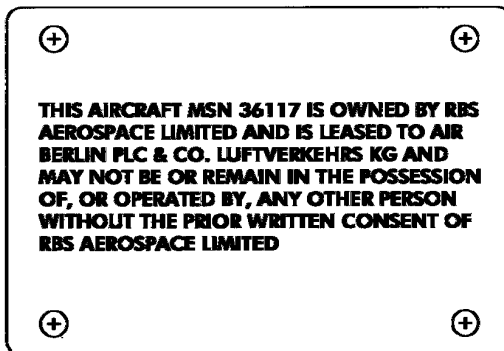 THIS AIRCRAFT MSN 36117 IS OWNED BY RBS
AEROSPACE LIMITED AND IS LEASED TO AIR
BERLIN PLC & CO. LUFTVERKEHRS KG AND
MAY NOT BE OR REMAIN IN THE POSSESSION
OF, OR OPERATED BY, ANY OTHER PERSON
WITHOUT THE PRIOR WRITTEN CONSENT OF
RBS AEROSPACE LIMITED